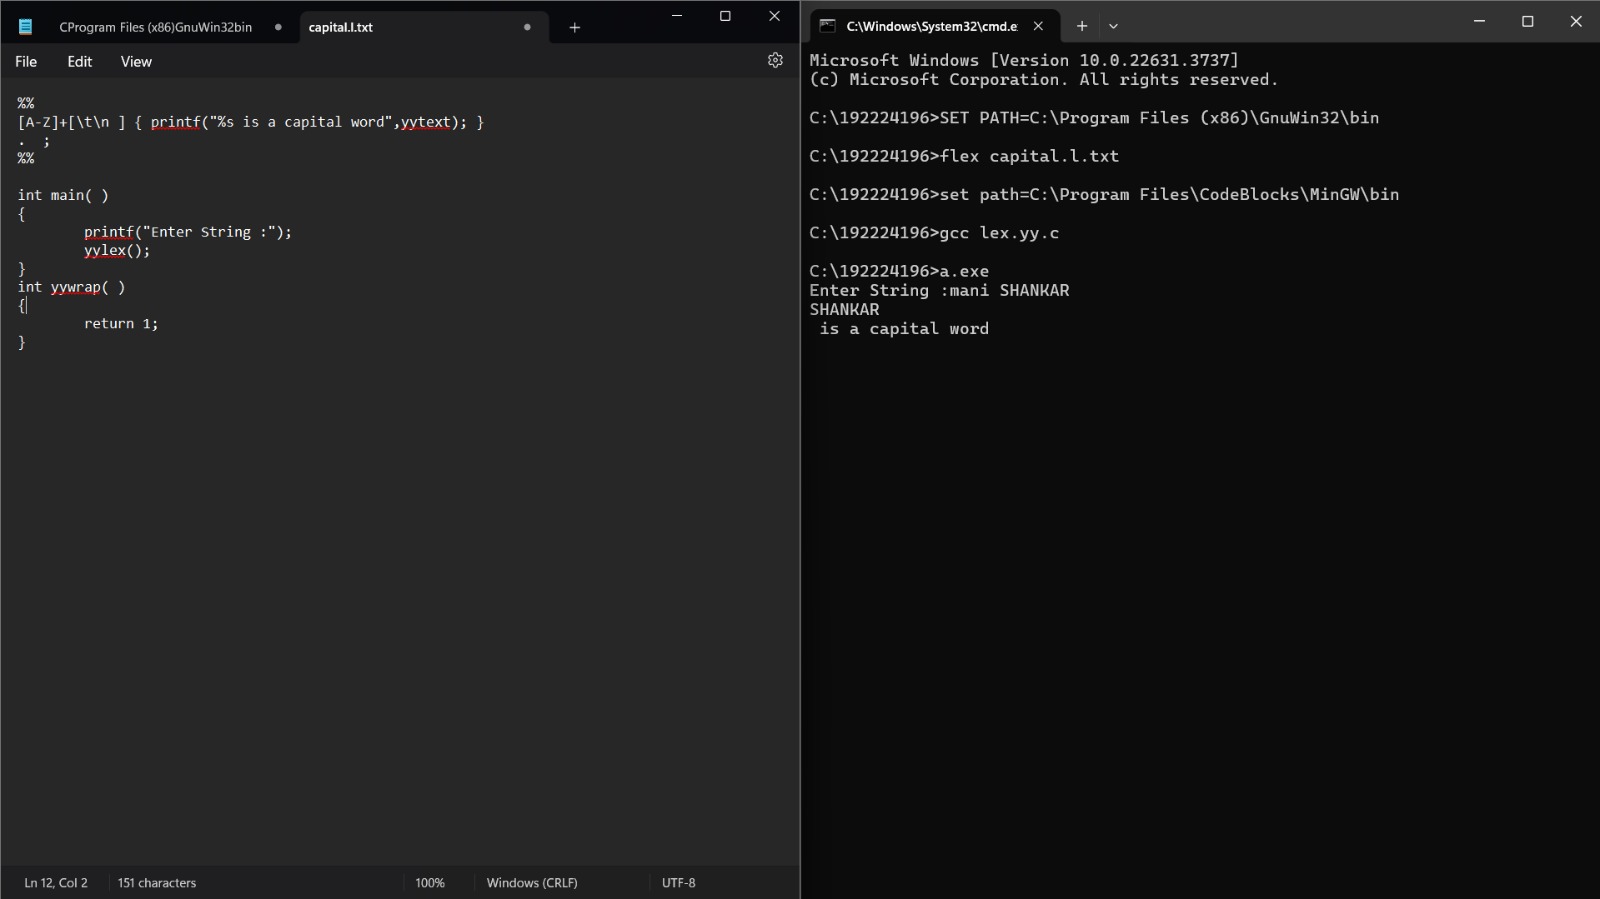 CProgram Files (x86)GnuWin32bin
capital.l.txt
File Edit View
%%
[A-Z]+[\t\n ] { printf("%s is a capital word",yytext); }
.  ;
%%
int main( )
{
printf("Enter String :");
yylex();
}
int yywrap( )
{
return 1;
}
Ln 12, Col 2
151 characters
100%
Windows (CRLF)
UTF-8
C:\Windows\System32\cmd.e
Microsoft Windows [Version 10.0.22631.3737]
(c) Microsoft Corporation. All rights reserved.
C:\192224196>SET PATH=C:\Program Files (x86)\GnuWin32\bin
C:\192224196>flex capital.l.txt
C:\192224196>set path=C:\Program Files\CodeBlocks\MinGW\bin
C:\192224196>gcc lex.yy.c
C:\192224196>a.exe
Enter String :mani SHANKAR
SHANKAR
is a capital word